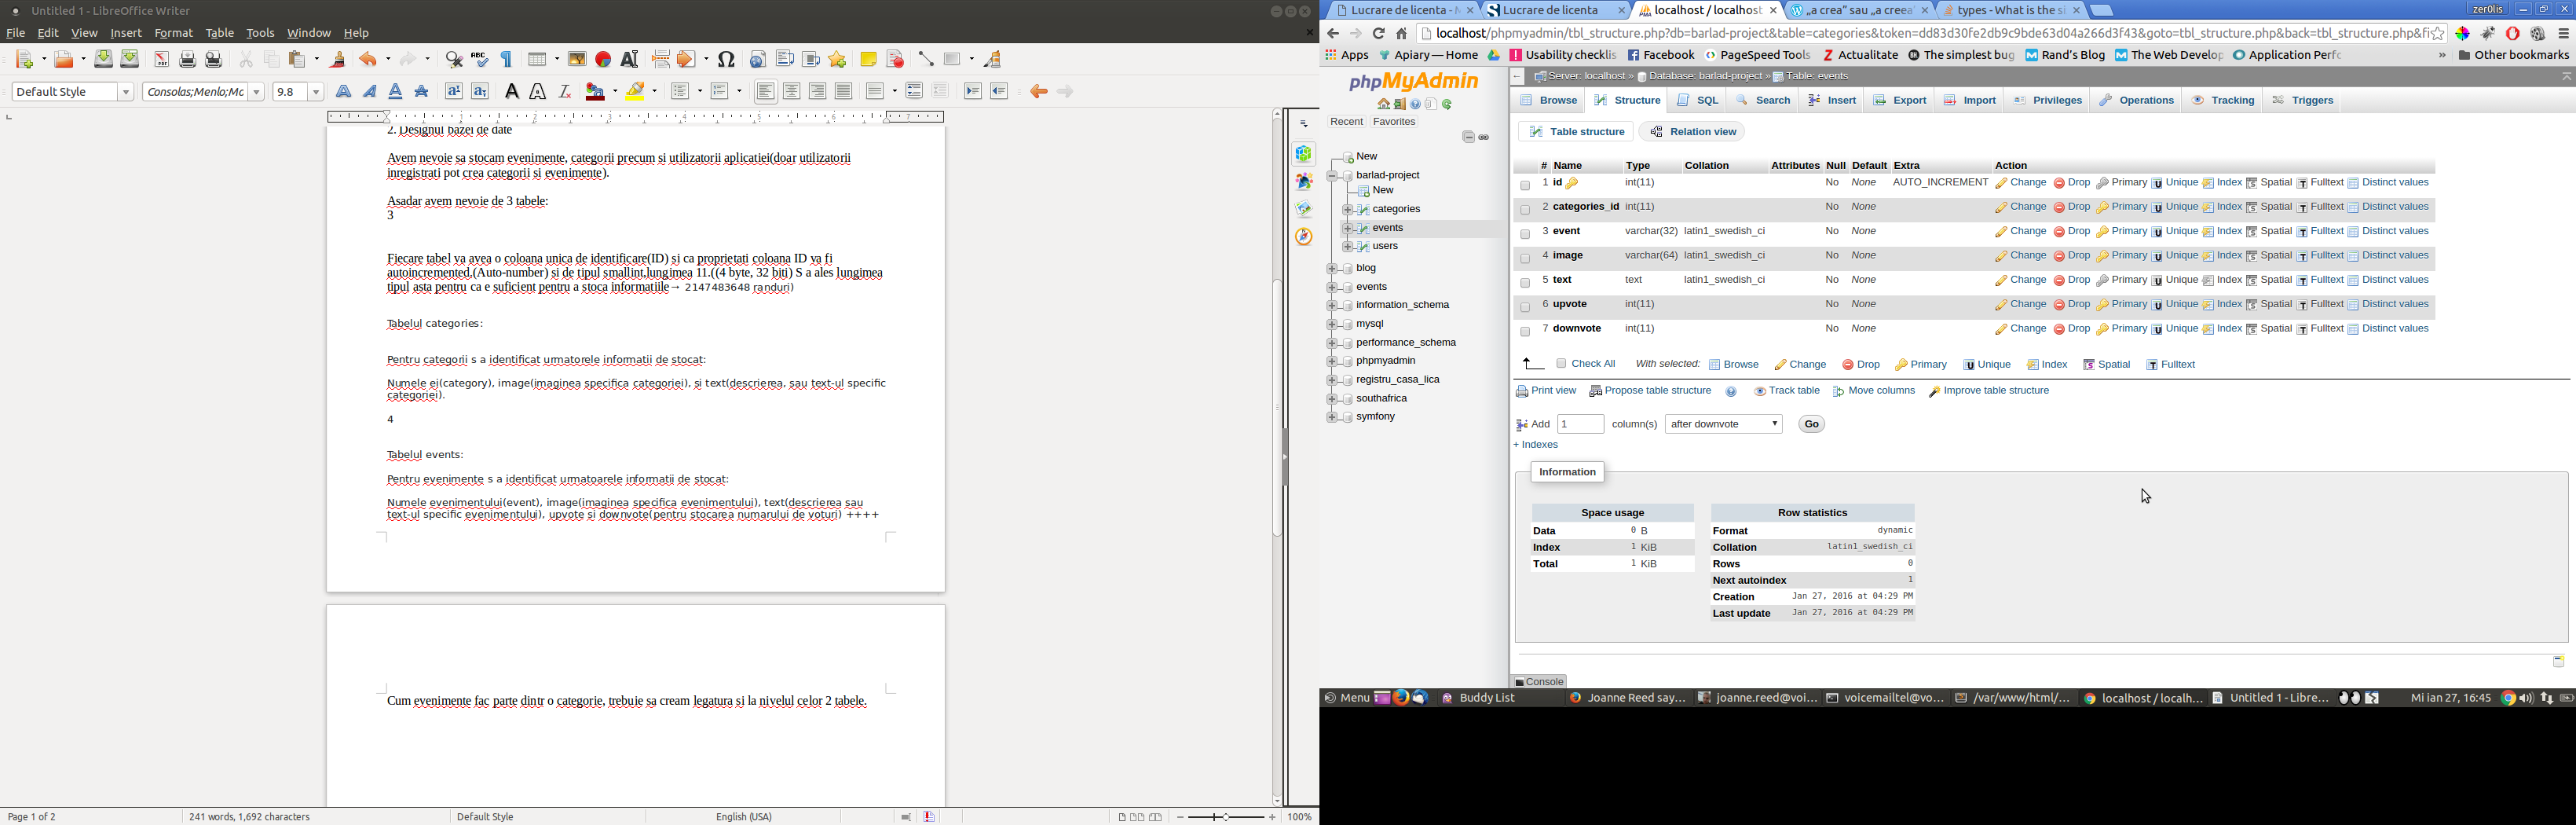 Untitled 1 - LibreOffice Writer
File Edit View Insert Format Table Tools Window Help
Default Style
Consolas;Menlo;Mc
9.8
2. Designul bazei de date
Avem nevoie sa stocam evenimente, categorii precum si utilizatorii aplicatiei(doar utilizatorii
inregistrati pot crea categorii si evenimente).
Asadar avem nevoie de 3 tabele:
3
Fiecare tabel va avea o coloana unica de identificare(ID) si ca proprietati coloana ID va fi
autoincremented,(Auto-number) si de tipul smallint,lungimea 11.((4 byte, 32 biti) S a ales lungimea
tipul asta pentru ca e suficient pentru a stoca informatiile→ 2147483648 randuri)
Tabelul categories:
Pentru categorii s a identificat urmatorele informatii de stocat:
Numele ei(category), image(imaginea specifica categoriei), si text(descrierea, sau text-ul specific
categoriei).
4
Tabelul events:
Pentru evenimente s a identificat urmatoarele informatii de stocat:
Numele evenimentului(event), image(imaginea specifica evenimentului), text(descrierea sau
text-ul specific evenimentului), upvote si downvote(pentru stocarea numarului de voturi) ++++
Cum evenimente fac parte dintr o categorie, trebuie sa cream legatura si la nivelul celor 2 tabele.
Page 1 of 2
241 words, 1,692 characters
Default Style
English (USA)
100%
Lucrare de licenta -
Lucrare de licenta
localhost / localhost
„a crea” sau „a creea
types - What is the si
zer0lis
localhost/phpmyadmin/tbl_structure.php?db=barlad-project&table=categories&token=dd83d30fe2db9c9bde63d04a266d3f43&goto=tbl_structure.php&back=tbl_structure.php&fi
Apps
Apiary — Home
Usability checklis
Facebook
PageSpeed Tools
Actualitate
The simplest bug
Rand's Blog
The Web Develop
Application Perfo
» Other bookmarks
phpMyAdmin
Recent Favorites
New
barlad-project
New
categories
events
users
blog
events
information_schema
mysql
performance_schema
phpmyadmin
registru_casa_lica
southafrica
symfony
Server: localhost » Database: barlad-project » Table: events
Browse Structure SQL Search Insert Export Import Privileges Operations Tracking Triggers
Table structure Relation view
# Name Type Collation Attributes Null Default Extra Action
1 id int(11) No None AUTO_INCREMENT Change Drop Primary Unique Index Spatial Fulltext Distinct values
2 categories_id int(11) No None Change Drop Primary Unique Index Spatial Fulltext Distinct values
3 event varchar(32) latin1_swedish_ci No None Change Drop Primary Unique Index Spatial Fulltext Distinct values
4 image varchar(64) latin1_swedish_ci No None Change Drop Primary Unique Index Spatial Fulltext Distinct values
5 text text latin1_swedish_ci No None Change Drop Primary Unique Index Spatial Fulltext Distinct values
6 upvote int(11) No None Change Drop Primary Unique Index Spatial Fulltext Distinct values
7 downvote int(11) No None Change Drop Primary Unique Index Spatial Fulltext Distinct values
Check All With selected: Browse Change Drop Primary Unique Index Spatial Fulltext
Print view Propose table structure Track table Move columns Improve table structure
Add 1 column(s) after downvote Go
+ Indexes
Information
Space usage
Data 0 B
Index 1 KiB
Total 1 KiB
Row statistics
Format dynamic
Collation latin1_swedish_ci
Rows 0
Next autoindex 1
Creation Jan 27, 2016 at 04:29 PM
Last update Jan 27, 2016 at 04:29 PM
Console
Menu
Buddy List
Joanne Reed say...
joanne.reed@voi...
voicemailtel@vo...
/var/www/html/...
localhost / localh...
Untitled 1 - Libre...
Mi ian 27, 16:45